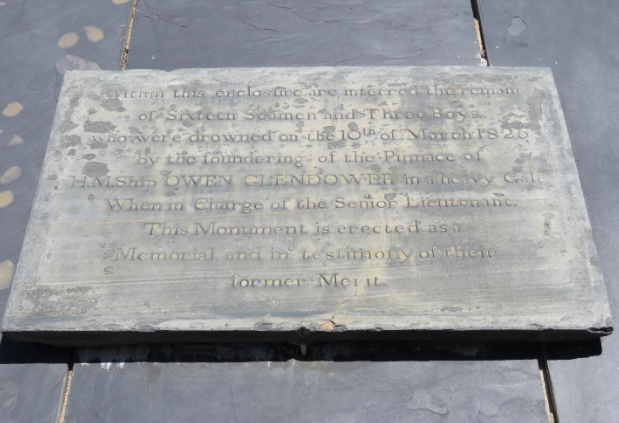 Within this enclosure are interred the remain
of Sixteen Seamen and Three Boys,
who were drowned on the 10th of March 1826
by the foundering of the Pinnace of
H.M.Ship OWEN GLENDOWER in a heavy Gale
When in Charge of the Senior Lieutenant.
This Monument is erected as a
Memorial and in testimony of their
former Merit.